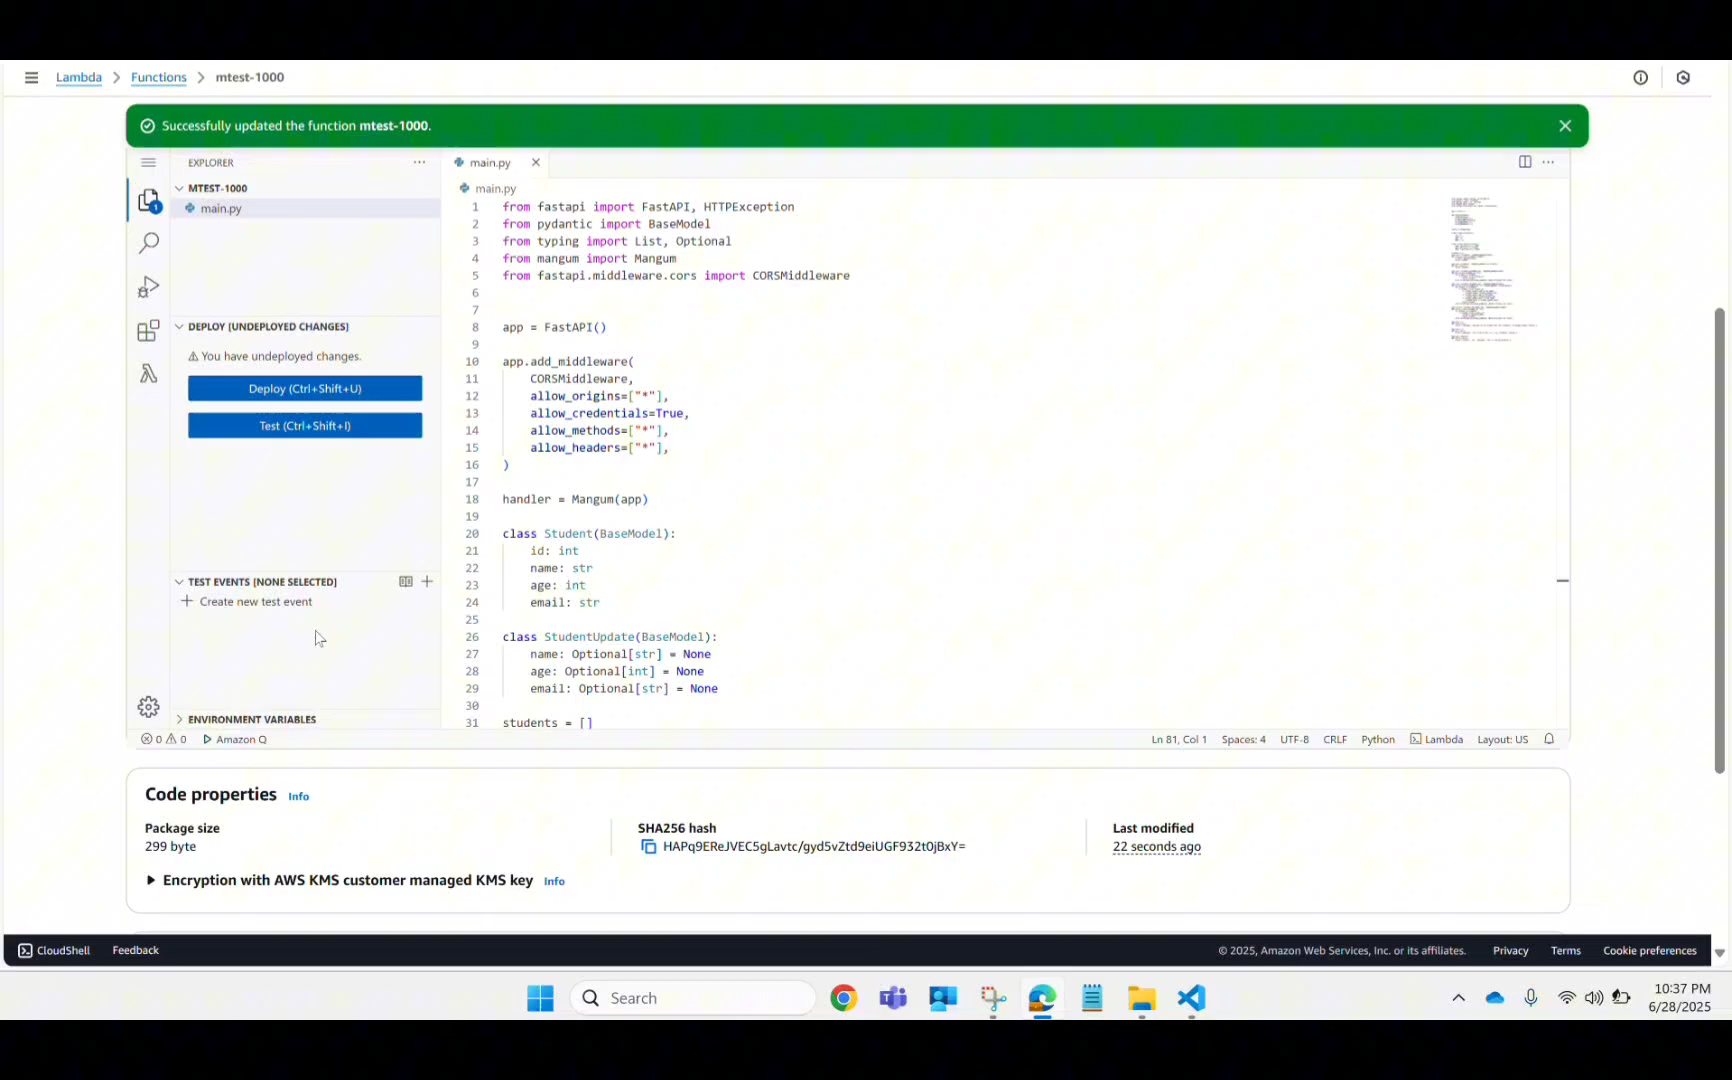 Lambda > Functions > mtest-1000
Successfully updated the function mtest-1000.
EXPLORER
MTEST-1000
main.py
1
DEPLOY [UNDEPLOYED CHANGES]
You have undeployed changes.
Deploy (Ctrl+Shift+U)
Test (Ctrl+Shift+I)
TEST EVENTS [NONE SELECTED]
Create new test event
ENVIRONMENT VARIABLES
main.py
main.py
1 from fastapi import FastAPI, HTTPException
2 from pydantic import BaseModel
3 from typing import List, Optional
4 from mangum import Mangum
5 from fastapi.middleware.cors import CORSMiddleware
6
7
8 app = FastAPI()
9
10 app.add_middleware(
11     CORSMiddleware,
12     allow_origins=["*"],
13     allow_credentials=True,
14     allow_methods=["*"],
15     allow_headers=["*"],
16 )
17
18 handler = Mangum(app)
19
20 class Student(BaseModel):
21     id: int
22     name: str
23     age: int
24     email: str
25
26 class StudentUpdate(BaseModel):
27     name: Optional[str] = None
28     age: Optional[int] = None
29     email: Optional[str] = None
30
31 students = []
0 0 Amazon Q
Ln 81, Col 1 Spaces: 4 UTF-8 CRLF Python Lambda Layout: US
Code properties Info
Package size
299 byte
SHA256 hash
HAPq9EReJVEC5gLavtc/gyd5vZtd9eiUGF932t0jBxY=
Last modified
22 seconds ago
Encryption with AWS KMS customer managed KMS key Info
CloudShell Feedback
© 2025, Amazon Web Services, Inc. or its affiliates. Privacy Terms Cookie preferences
Search
10:37 PM
6/28/2025